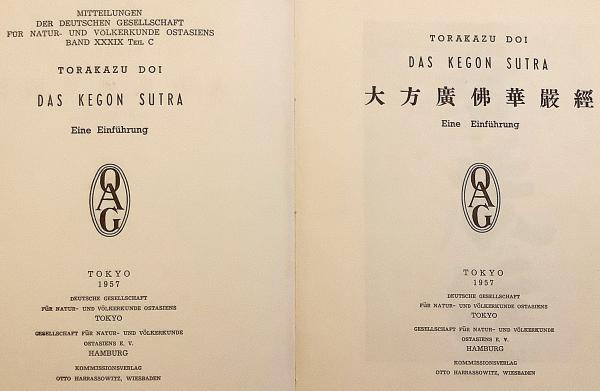 MITTEILUNGEN
DER DEUTSCHEN GESELLSCHAFT
FÜR NATUR- UND VÖLKERKUNDE OSTASIENS
BAND XXXIX TEIL C
TORAKAZU DOI
DAS KEGON SUTRA
Eine Einführung
OAG
TOKYO
1957
DEUTSCHE GESELLSCHAFT
FÜR NATUR- UND VÖLKERKUNDE OSTASIENS
TOKYO
GESELLSCHAFT FÜR NATUR- UND VÖLKERKUNDE
OSTASIENS E. V.
HAMBURG
KOMMISSIONSVERLAG
OTTO HARRASSOWITZ, WIESBADEN
TORAKAZU DOI
DAS KEGON SUTRA
大方廣佛華嚴經
Eine Einführung
OAG
TOKYO
1957
DEUTSCHE GESELLSCHAFT
FÜR NATUR- UND VÖLKERKUNDE OSTASIENS
TOKYO
GESELLSCHAFT FÜR NATUR- UND VÖLKERKUNDE
OSTASIENS E. V.
HAMBURG
KOMMISSIONSVERLAG
OTTO HARRASSOWITZ, WIESBADEN